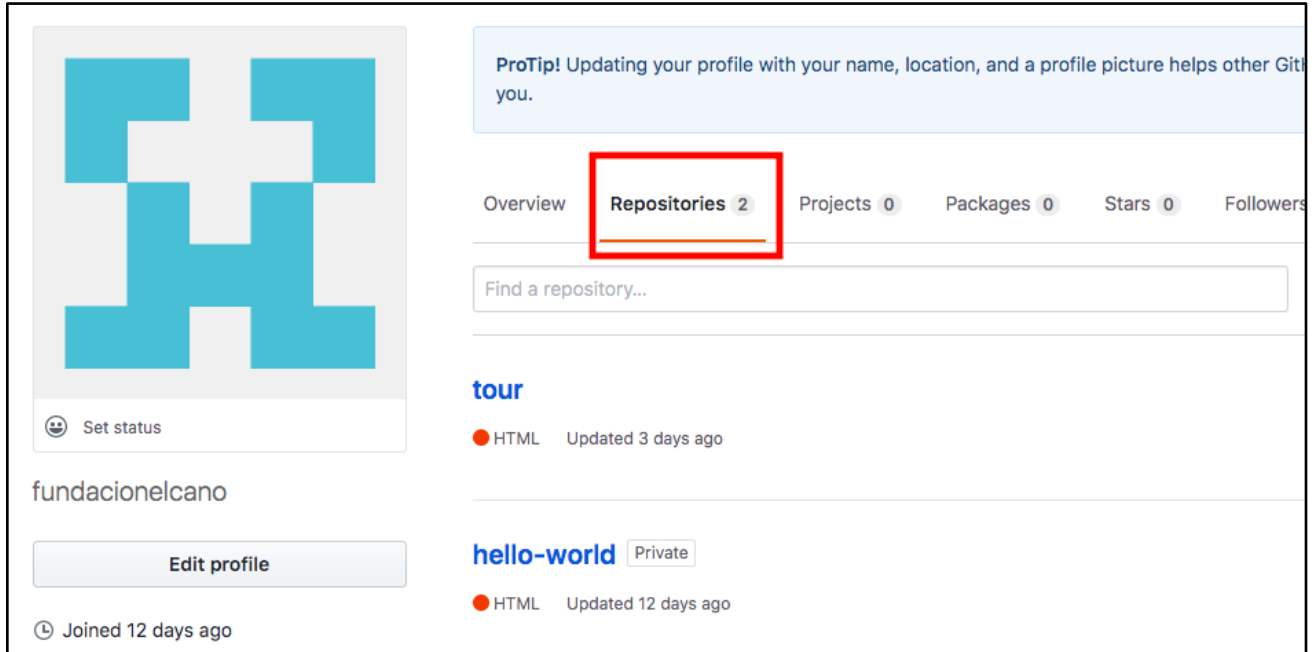 ProTip! Updating your profile with your name, location, and a profile picture helps other
you.
Overview Repositories 2 Projects 0 Packages 0 Stars 0 Followers
Find a repository...
tour
HTML Updated 3 days ago
Set status
fundacionelcano
Edit profile
Joined 12 days ago
hello-world Private
HTML Updated 12 days ago